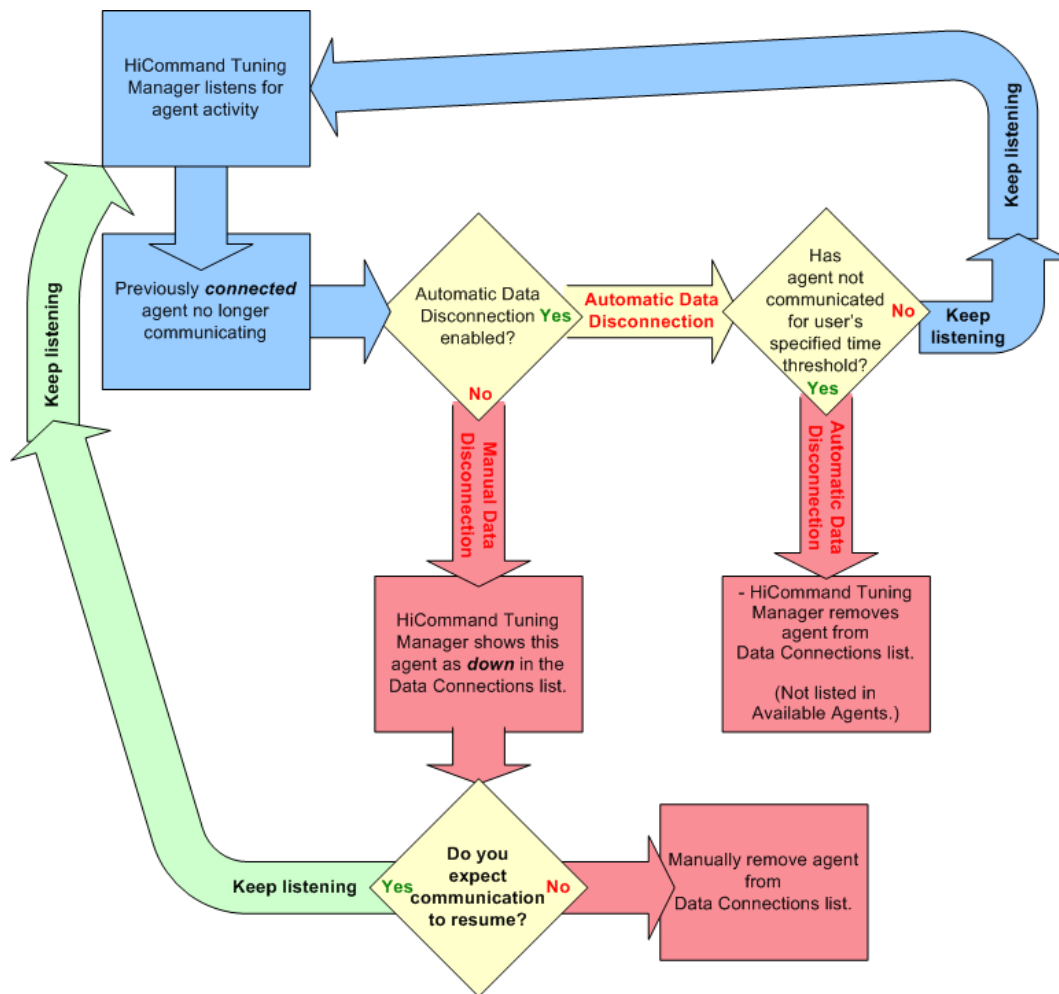 HiCommand Tuning
Manager listens for
agent activity
Keep listening
Previously connected
agent no longer
communicating
Automatic Data
Disconnection
enabled?
Yes
No
Automatic Data
Disconnection
Has
agent not
communicated
for user's
specified time
threshold?
No
Yes
Keep
listening
Keep listening
Manual Data
Disconnection
Automatic Data
Disconnection
HiCommand Tuning
Manager shows this
agent as down in the
Data Connections list.
- HiCommand Tuning
Manager removes
agent from
Data Connections list.
(Not listed in
Available Agents.)
Do you
expect
communication
to resume?
Yes
No
Keep listening
Manually remove agent
from
Data Connections list.